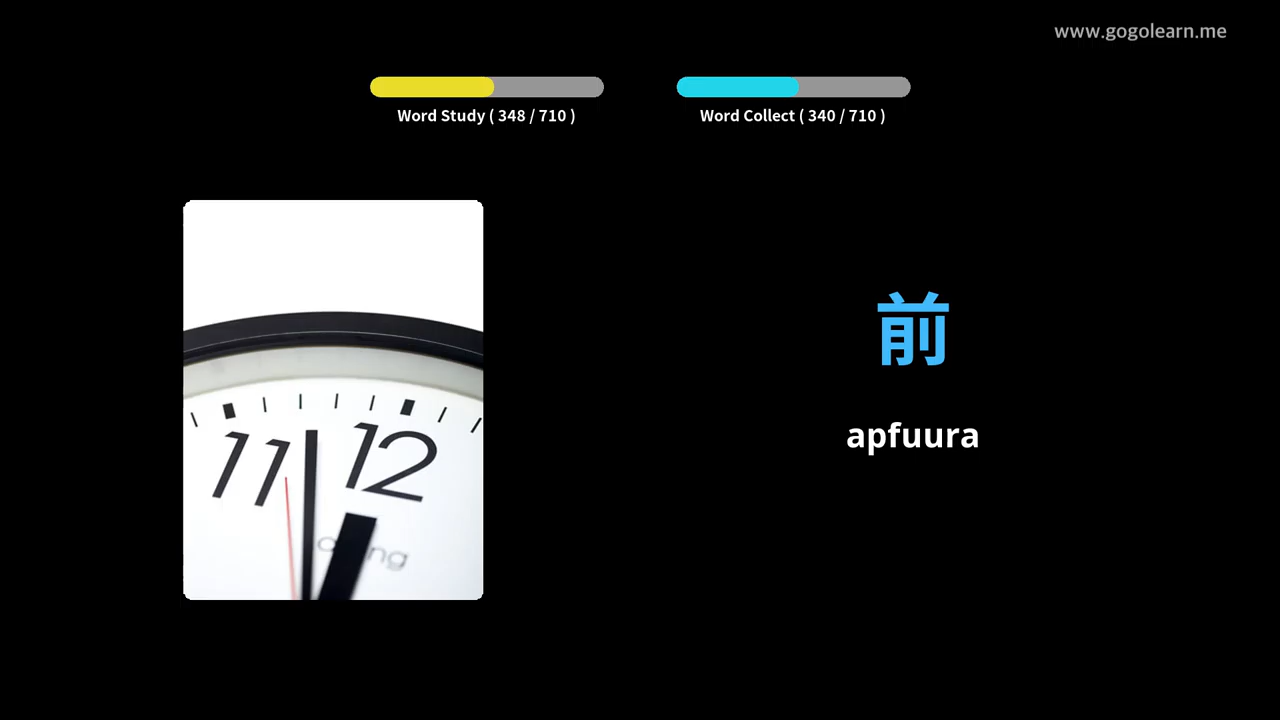 www.gogolearn.me
Word Study ( 348 / 710 )
Word Collect ( 340 / 710 )
11
12
前
apfuura